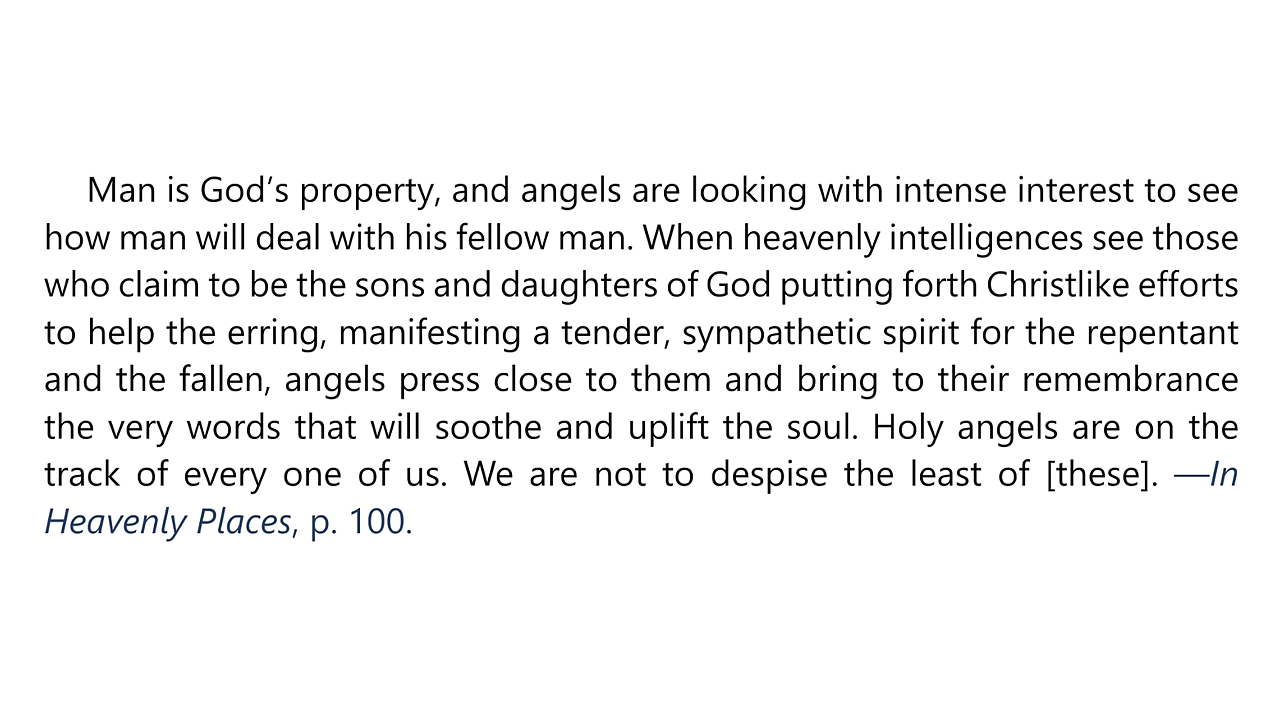 Man is God’s property, and angels are looking with intense interest to see
how man will deal with his fellow man. When heavenly intelligences see those
who claim to be the sons and daughters of God putting forth Christlike efforts
to help the erring, manifesting a tender, sympathetic spirit for the repentant
and the fallen, angels press close to them and bring to their remembrance
the very words that will soothe and uplift the soul. Holy angels are on the
track of every one of us. We are not to despise the least of [these]. —In
Heavenly Places, p. 100.